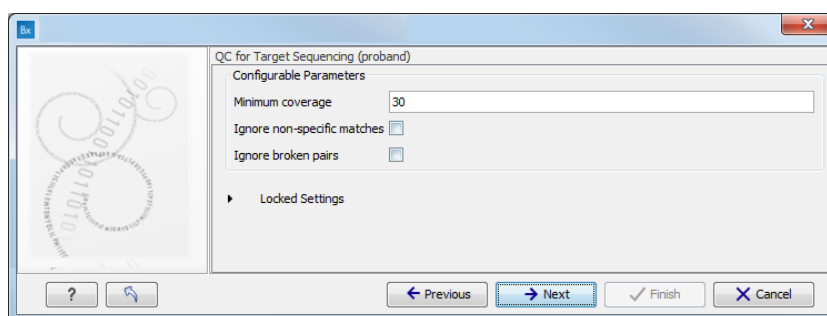 Bx
QC for Target Sequencing (proband)
Configurable Parameters
Minimum coverage 30
Ignore non-specific matches
Ignore broken pairs
Locked Settings
? Previous Next Finish Cancel